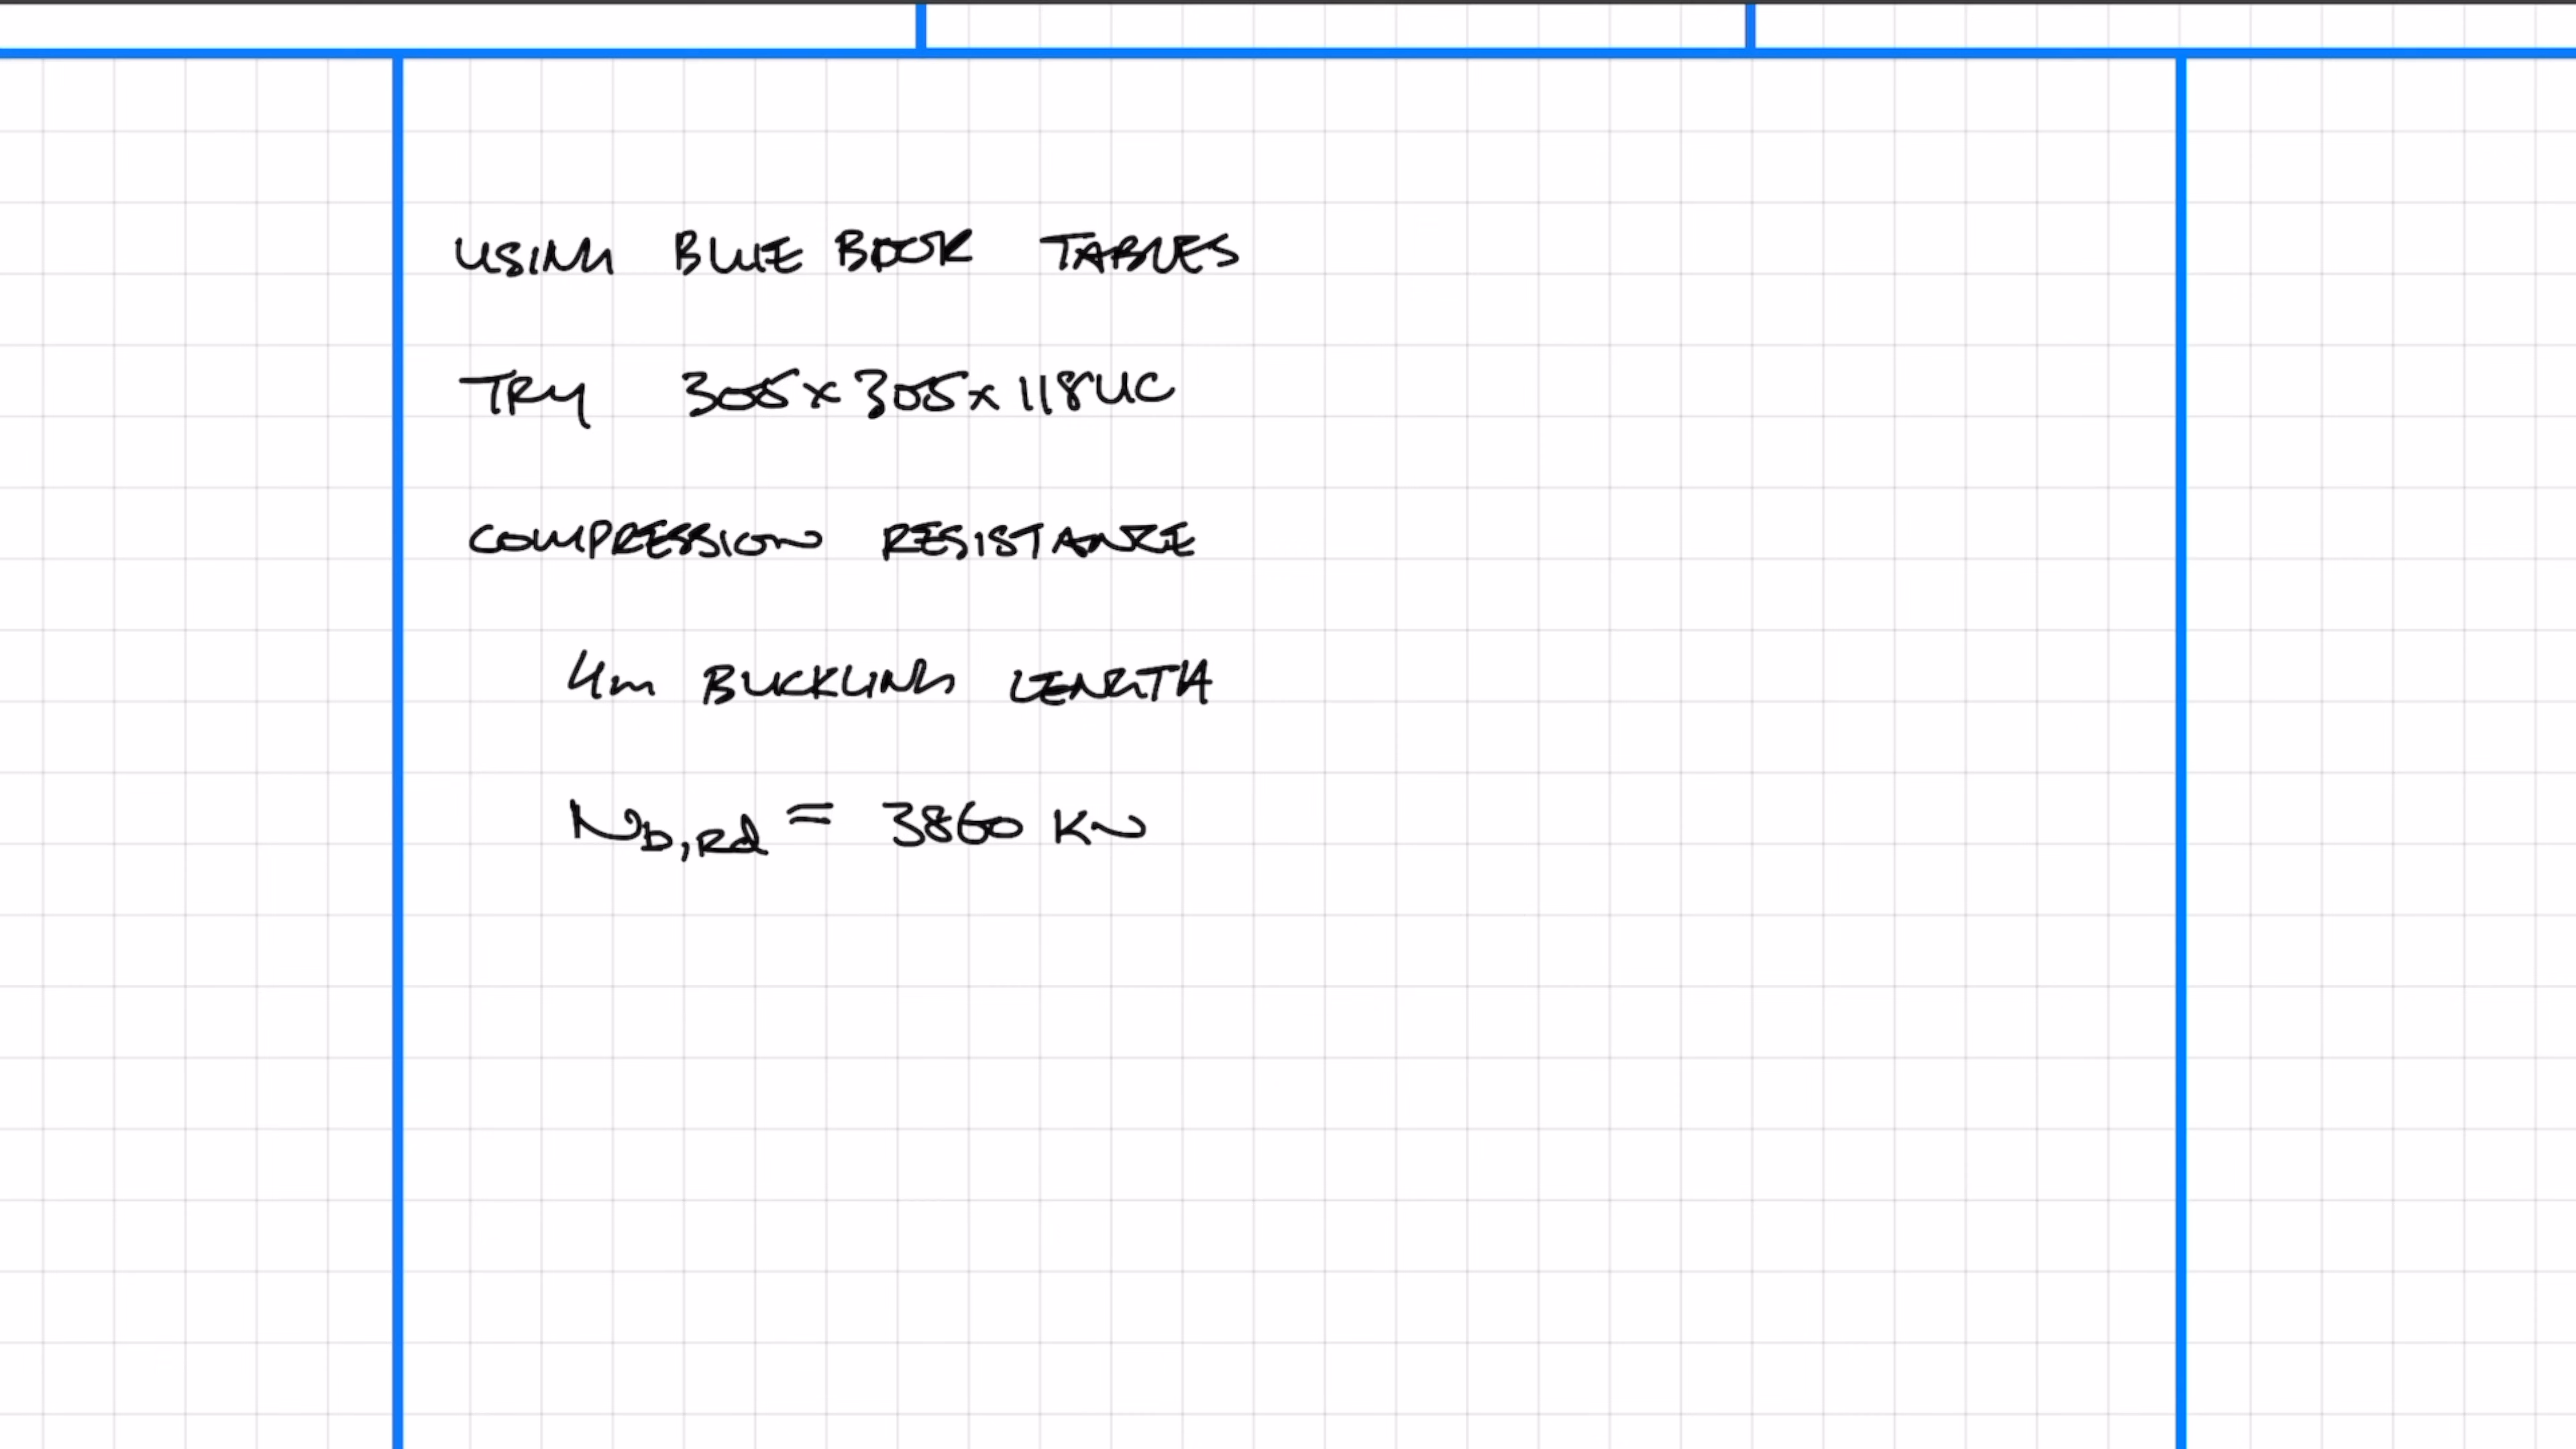 USING BLUE BOOK TABLES
TRY 305x305x118UC
COMPRESSION RESISTANCE
4m BUCKLING LENGTH
Nb,Rd = 3860 KN